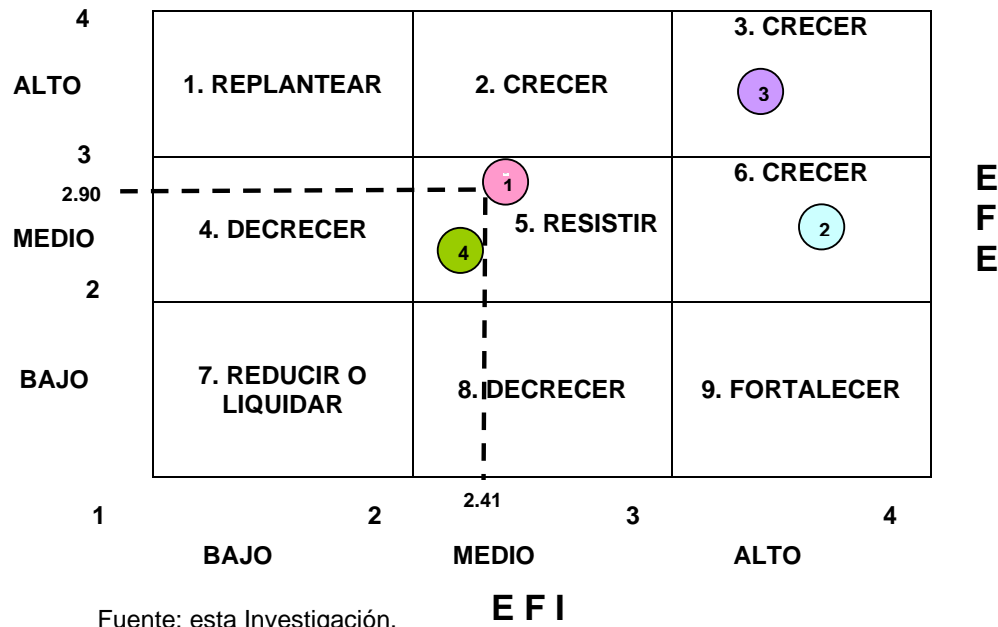 4
3. CRECER
ALTO
1. REPLANTEAR
2. CRECER
3
3
6. CRECER
2.90
1
E
F
E
MEDIO
4. DECRECER
5. RESISTIR
2
4
2
BAJO
7. REDUCIR O
LIQUIDAR
8. DECRECER
9. FORTALECER
2.41
1
2
3
4
BAJO
MEDIO
ALTO
E F I
Fuente: esta Investigación.